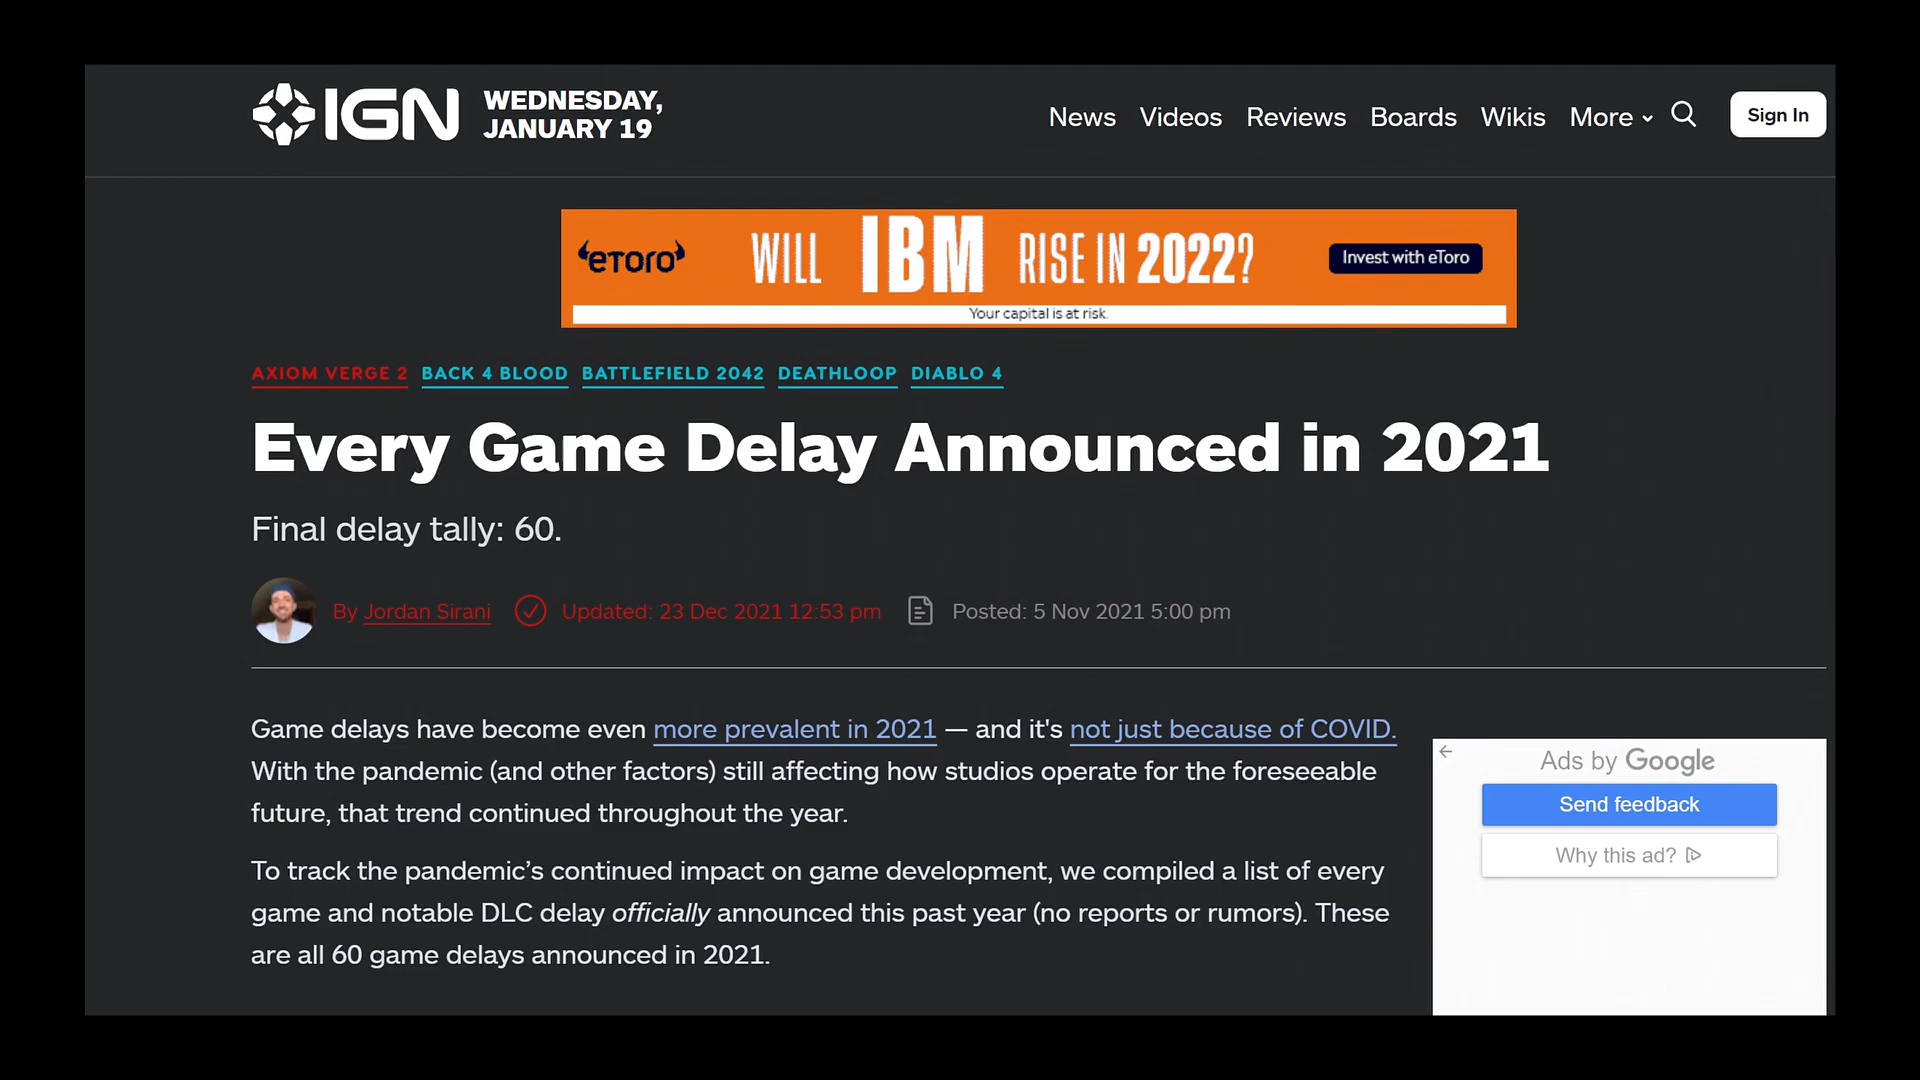 IGN
WEDNESDAY,
JANUARY 19
News Videos Reviews Boards Wikis More Sign In
eToro WILL IBM RISE IN 2022? Invest with eToro
Your capital is at risk.
AXIOM VERGE 2 BACK 4 BLOOD BATTLEFIELD 2042 DEATHLOOP DIABLO 4
Every Game Delay Announced in 2021
Final delay tally: 60.
By Jordan Sirani Updated: 23 Dec 2021 12:53 pm Posted: 5 Nov 2021 5:00 pm
Game delays have become even more prevalent in 2021 — and it's not just because of COVID.
With the pandemic (and other factors) still affecting how studios operate for the foreseeable
future, that trend continued throughout the year.
To track the pandemic’s continued impact on game development, we compiled a list of every
game and notable DLC delay officially announced this past year (no reports or rumors). These
are all 60 game delays announced in 2021.
Ads by Google
Send feedback
Why this ad?